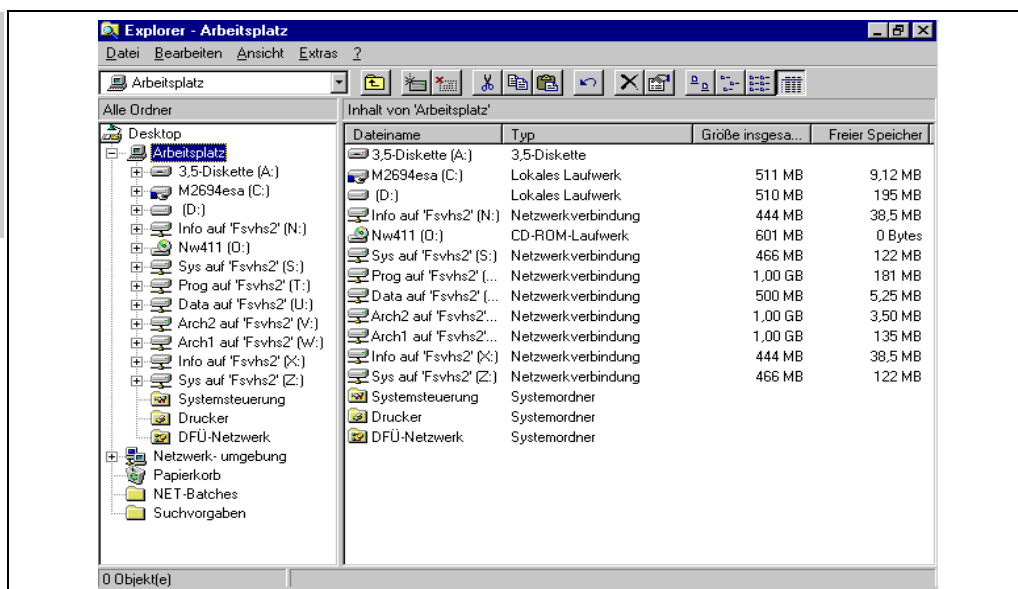 Explorer - Arbeitsplatz
Datei Bearbeiten Ansicht Extras ?
Arbeitsplatz
Alle Ordner
Inhalt von 'Arbeitsplatz'
Desktop
Arbeitsplatz
3,5-Diskette (A:)
M2694esa (C:)
(D:)
Info auf 'Fsvhs2' (N:)
Nw411 (O:)
Sys auf 'Fsvhs2' (S:)
Prog auf 'Fsvhs2' (T:)
Data auf 'Fsvhs2' (U:)
Arch2 auf 'Fsvhs2' (V:)
Arch1 auf 'Fsvhs2' (W:)
Info auf 'Fsvhs2' (X:)
Sys auf 'Fsvhs2' (Z:)
Systemsteuerung
Drucker
DFÜ-Netzwerk
Netzwerk- umgebung
Papierkorb
NET-Batches
Suchvorgaben
Dateiname Typ Größe insgesa... Freier Speicher
3,5-Diskette (A:) 3,5-Diskette
M2694esa (C:) Lokales Laufwerk 511 MB 9,12 MB
(D:) Lokales Laufwerk 510 MB 195 MB
Info auf 'Fsvhs2' (N:) Netzwerkverbindung 444 MB 38,5 MB
Nw411 (O:) CD-ROM-Laufwerk 601 MB 0 Bytes
Sys auf 'Fsvhs2' (S:) Netzwerkverbindung 466 MB 122 MB
Prog auf 'Fsvhs2' (... Netzwerkverbindung 1,00 GB 181 MB
Data auf 'Fsvhs2' (... Netzwerkverbindung 500 MB 5,25 MB
Arch2 auf 'Fsvhs2'... Netzwerkverbindung 1,00 GB 3,50 MB
Arch1 auf 'Fsvhs2'... Netzwerkverbindung 1,00 GB 135 MB
Info auf 'Fsvhs2' (X:) Netzwerkverbindung 444 MB 38,5 MB
Sys auf 'Fsvhs2' (Z:) Netzwerkverbindung 466 MB 122 MB
Systemsteuerung Systemordner
Drucker Systemordner
DFÜ-Netzwerk Systemordner
0 Objekt(e)